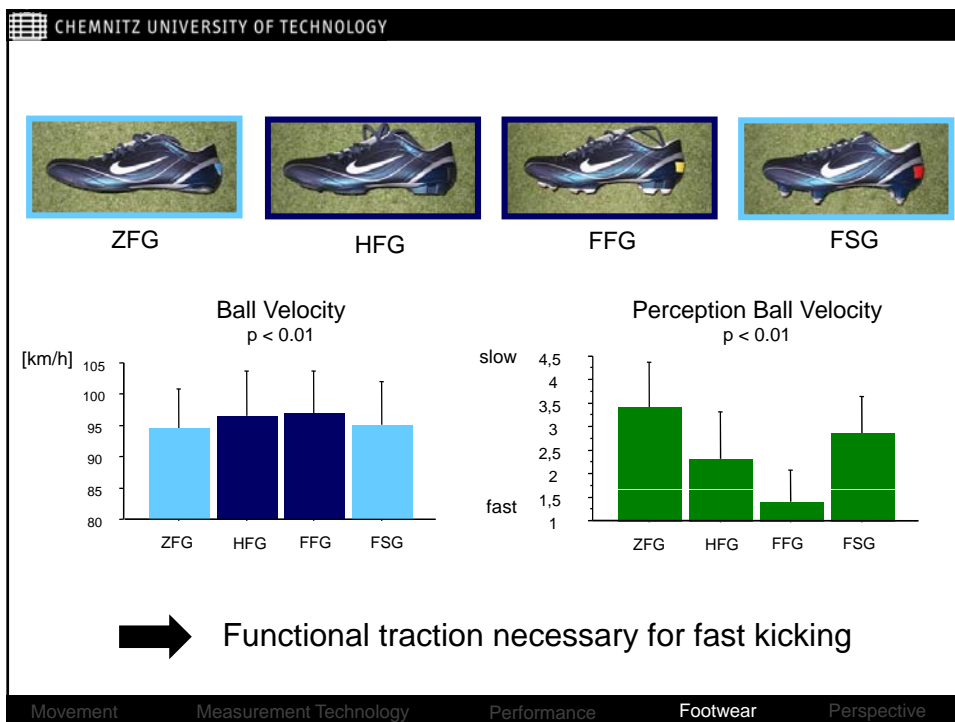 CHEMNITZ UNIVERSITY OF TECHNOLOGY
ZFG
HFG
FFG
FSG
Ball Velocity
p < 0.01
[km/h]
105
100
95
90
85
80
ZFG HFG FFG FSG
Perception Ball Velocity
p < 0.01
slow
4,5
4
3,5
3
2,5
2
1,5
1
fast
ZFG HFG FFG FSG
Functional traction necessary for fast kicking
Movement Measurement Technology Performance Footwear Perspective